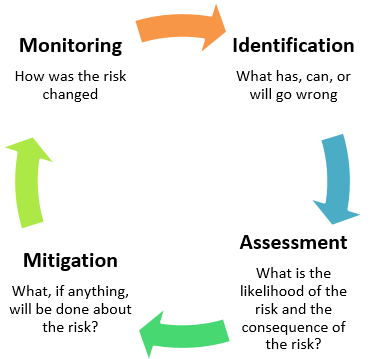 Monitoring
How was the risk
changed
Identification
What has, can, or
will go wrong
Assessment
What is the
likelihood of the
risk and the
consequence of
the risk?
Mitigation
What, if anything,
will be done about
the risk?